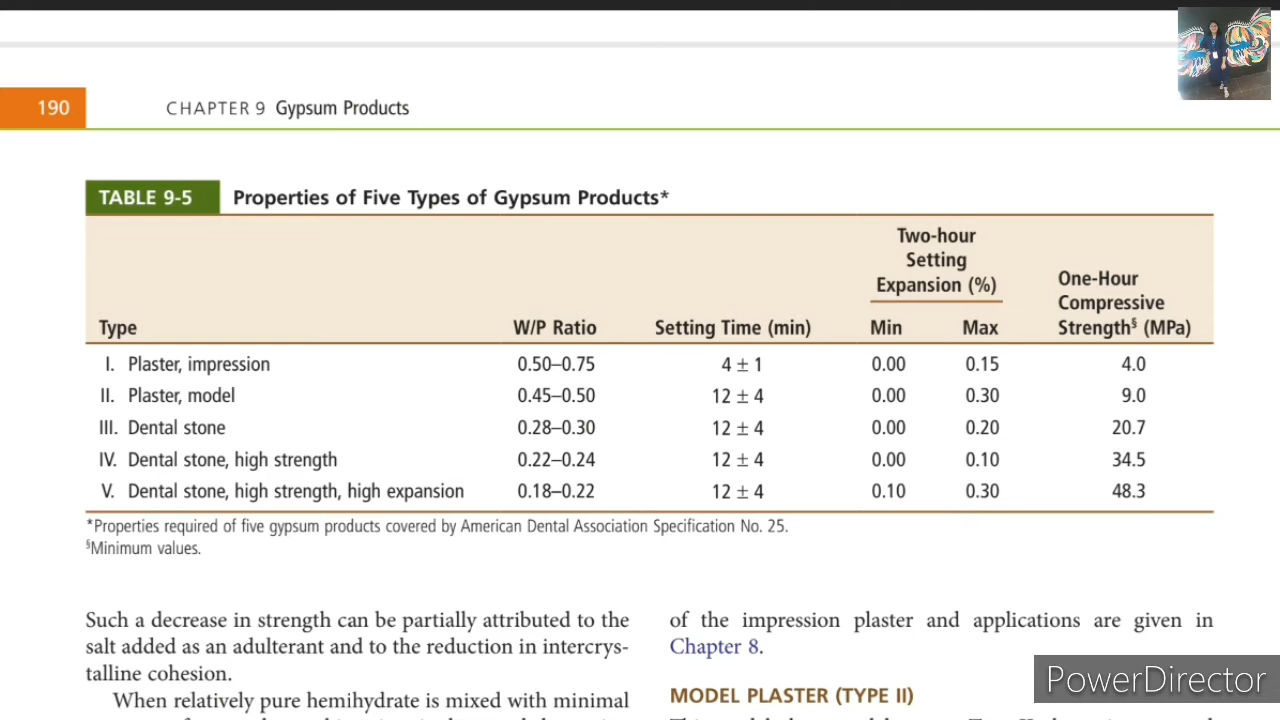 190
CHAPTER 9 Gypsum Products
TABLE 9-5 Properties of Five Types of Gypsum Products*
Two-hour
Setting
Expansion (%)
One-Hour
Compressive
Strength§ (MPa)
Type W/P Ratio Setting Time (min) Min Max
I. Plaster, impression 0.50–0.75 4 ± 1 0.00 0.15 4.0
II. Plaster, model 0.45–0.50 12 ± 4 0.00 0.30 9.0
III. Dental stone 0.28–0.30 12 ± 4 0.00 0.20 20.7
IV. Dental stone, high strength 0.22–0.24 12 ± 4 0.00 0.10 34.5
V. Dental stone, high strength, high expansion 0.18–0.22 12 ± 4 0.10 0.30 48.3
*Properties required of five gypsum products covered by American Dental Association Specification No. 25.
§Minimum values.
Such a decrease in strength can be partially attributed to the
salt added as an adulterant and to the reduction in intercrys-
talline cohesion.
When relatively pure hemihydrate is mixed with minimal
of the impression plaster and applications are given in
Chapter 8.
MODEL PLASTER (TYPE II)
PowerDirector